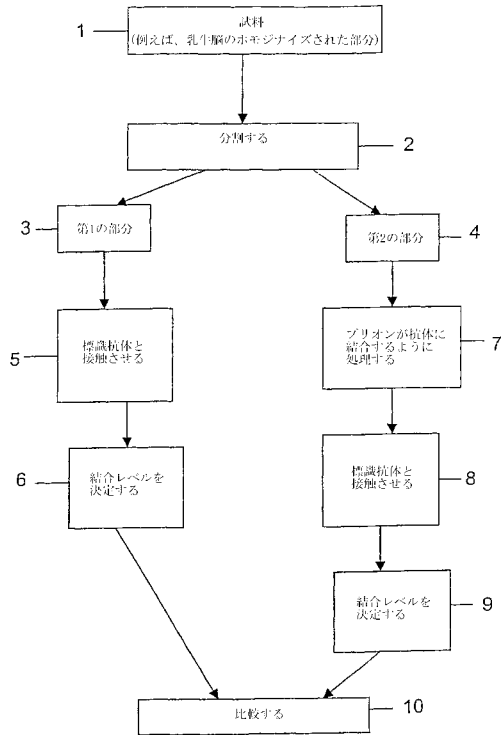 1
試料
(例えば、乳牛脳のホモジナイズされた部分)
分割する
2
3
第1の部分
第2の部分
4
5
標識抗体と
接触させる
プリオンが抗体に
結合するように
処理する
7
6
結合レベルを
決定する
標識抗体と
接触させる
8
結合レベルを
決定する
9
比較する
10